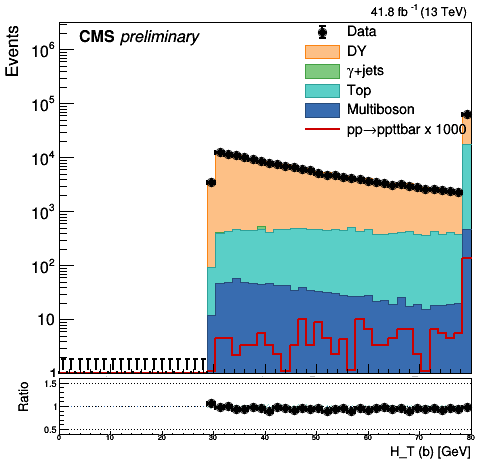 41.8 fb⁻¹ (13 TeV)
CMS preliminary
Events
10⁶
10⁵
10⁴
10³
10²
10
1
Data
DY
γ+jets
Top
Multiboson
pp→ppttbar x 1000
Ratio
1.5
1
0.5
0 10 20 30 40 50 60 70 80
H_T (b) [GeV]